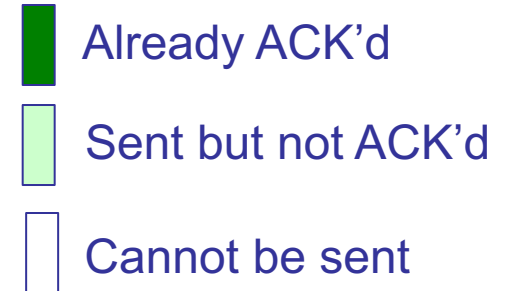 Already ACK’d
Sent but not ACK’d
Cannot be sent